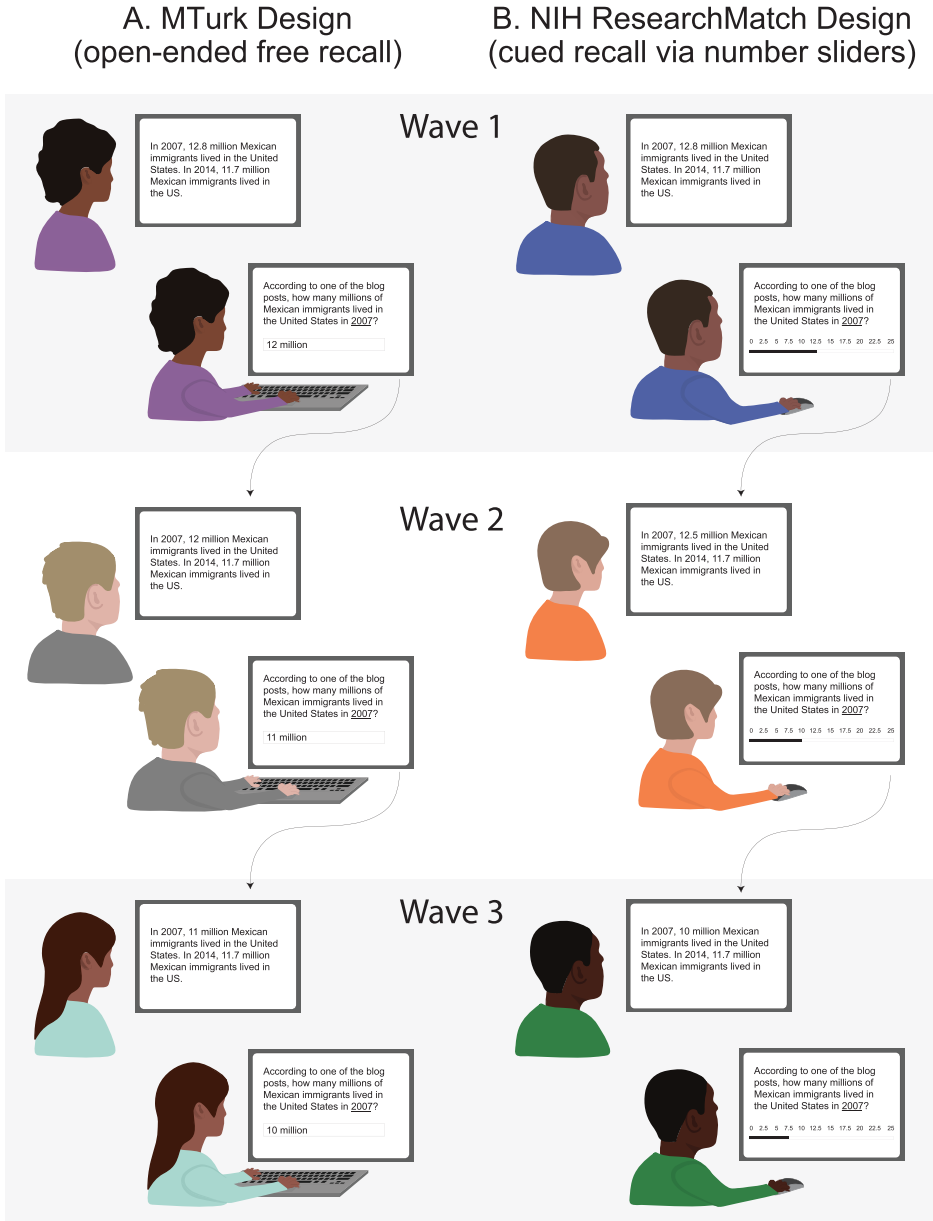 A. MTurk Design
(open-ended free recall)
B. NIH ResearchMatch Design
(cued recall via number sliders)
Wave 1
In 2007, 12.8 million Mexican
immigrants lived in the United
States. In 2014, 11.7 million
Mexican immigrants lived in
the US.
In 2007, 12.8 million Mexican
immigrants lived in the United
States. In 2014, 11.7 million
Mexican immigrants lived in
the US.
According to one of the blog
posts, how many millions of
Mexican immigrants lived in
the United States in 2007?
12 million
According to one of the blog
posts, how many millions of
Mexican immigrants lived in
the United States in 2007?
0 2.5 5 7.5 10 12.5 15 17.5 20 22.5 25
Wave 2
In 2007, 12 million Mexican
immigrants lived in the United
States. In 2014, 11.7 million
Mexican immigrants lived in
the US.
In 2007, 12.5 million Mexican
immigrants lived in the United
States. In 2014, 11.7 million
Mexican immigrants lived in
the US.
According to one of the blog
posts, how many millions of
Mexican immigrants lived in
the United States in 2007?
11 million
According to one of the blog
posts, how many millions of
Mexican immigrants lived in
the United States in 2007?
0 2.5 5 7.5 10 12.5 15 17.5 20 22.5 25
Wave 3
In 2007, 11 million Mexican
immigrants lived in the United
States. In 2014, 11.7 million
Mexican immigrants lived in
the US.
In 2007, 10 million Mexican
immigrants lived in the United
States. In 2014, 11.7 million
Mexican immigrants lived in
the US.
According to one of the blog
posts, how many millions of
Mexican immigrants lived in
the United States in 2007?
10 million
According to one of the blog
posts, how many millions of
Mexican immigrants lived in
the United States in 2007?
0 2.5 5 7.5 10 12.5 15 17.5 20 22.5 25